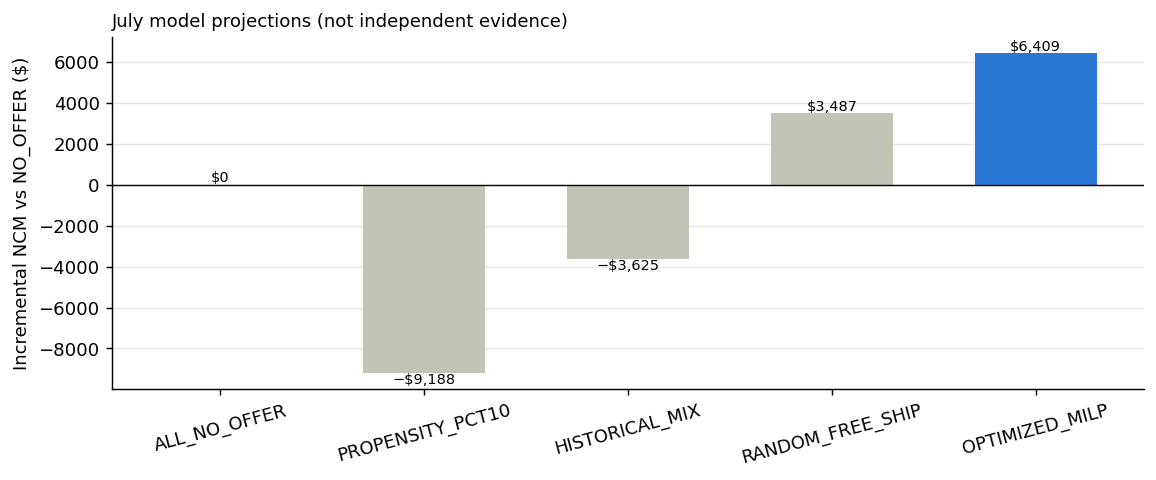 July model projections (not independent evidence)
Incremental NCM vs NO_OFFER ($)
6000
4000
2000
0
−2000
−4000
−6000
−8000
$0
−$9,188
−$3,625
$3,487
$6,409
ALL_NO_OFFER
PROPENSITY_PCT10
HISTORICAL_MIX
RANDOM_FREE_SHIP
OPTIMIZED_MILP